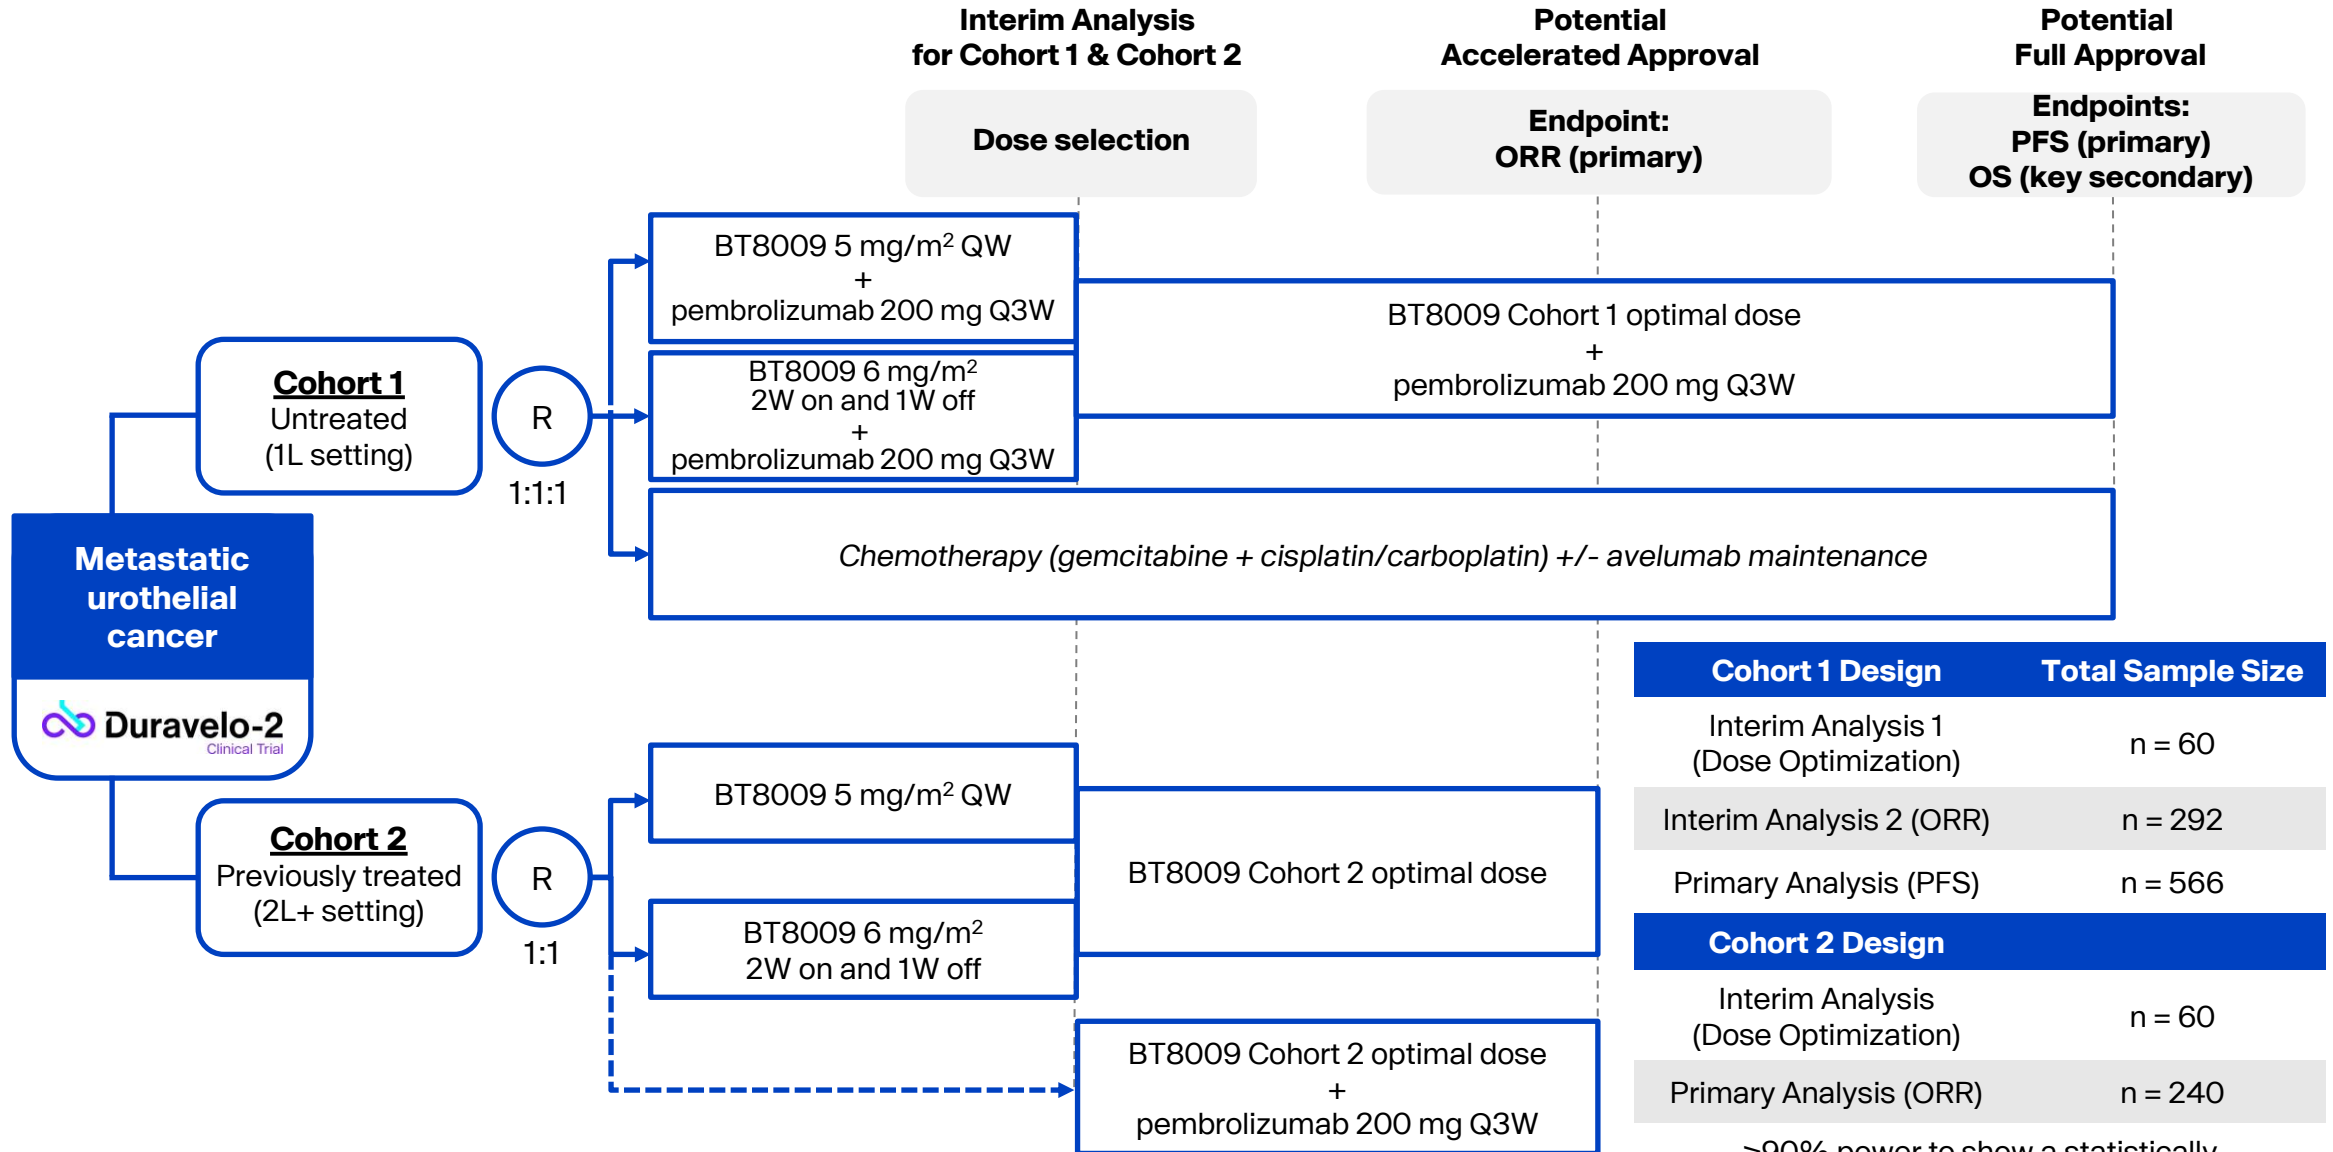 Interim Analysis
for Cohort 1 & Cohort 2
Potential
Accelerated Approval
Potential
Full Approval
Dose selection
Endpoint:
ORR (primary)
Endpoints:
PFS (primary)
OS (key secondary)
Metastatic
urothelial
cancer
Duravelo-2
Clinical Trial
Cohort 1
Untreated
(1L setting)
R
1:1:1
BT8009 5 mg/m² QW
+
pembrolizumab 200 mg Q3W
BT8009 6 mg/m²
2W on and 1W off
+
pembrolizumab 200 mg Q3W
BT8009 Cohort 1 optimal dose
+
pembrolizumab 200 mg Q3W
Chemotherapy (gemcitabine + cisplatin/carboplatin) +/- avelumab maintenance
Cohort 2
Previously treated
(2L+ setting)
R
1:1
BT8009 5 mg/m² QW
BT8009 6 mg/m²
2W on and 1W off
BT8009 Cohort 2 optimal dose
BT8009 Cohort 2 optimal dose
+
pembrolizumab 200 mg Q3W
Cohort 1 Design Total Sample Size
Interim Analysis 1
(Dose Optimization) n = 60
Interim Analysis 2 (ORR) n = 292
Primary Analysis (PFS) n = 566
Cohort 2 Design
Interim Analysis
(Dose Optimization) n = 60
Primary Analysis (ORR) n = 240
90% power to show a statistically